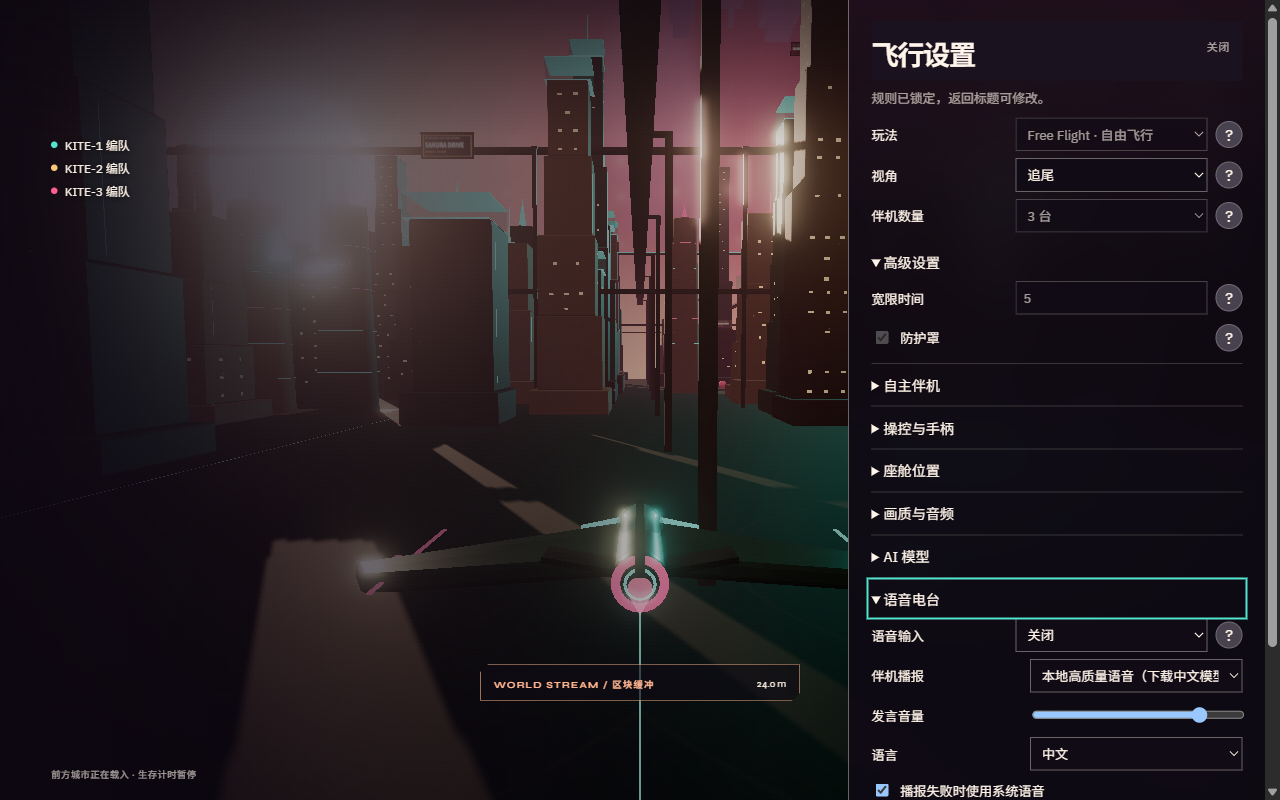 KITE-1 编队
KITE-2 编队
KITE-3 编队
SAKURA DRIVE
WORLD STREAM / 区块缓冲
24.0 m
前方城市正在载入 · 生存计时暂停
飞行设置
关闭
规则已锁定，返回标题可修改。
玩法
Free Flight · 自由飞行
?
视角
追尾
?
伴机数量
3 台
?
▼高级设置
宽限时间
5
?
防护罩
?
▶自主伴机
▶操控与手柄
▶座舱位置
▶画质与音频
▶AI 模型
▼语音电台
语音输入
关闭
?
伴机播报
本地高质量语音（下载中文模型
发言音量
语言
中文
播报失败时使用系统语音